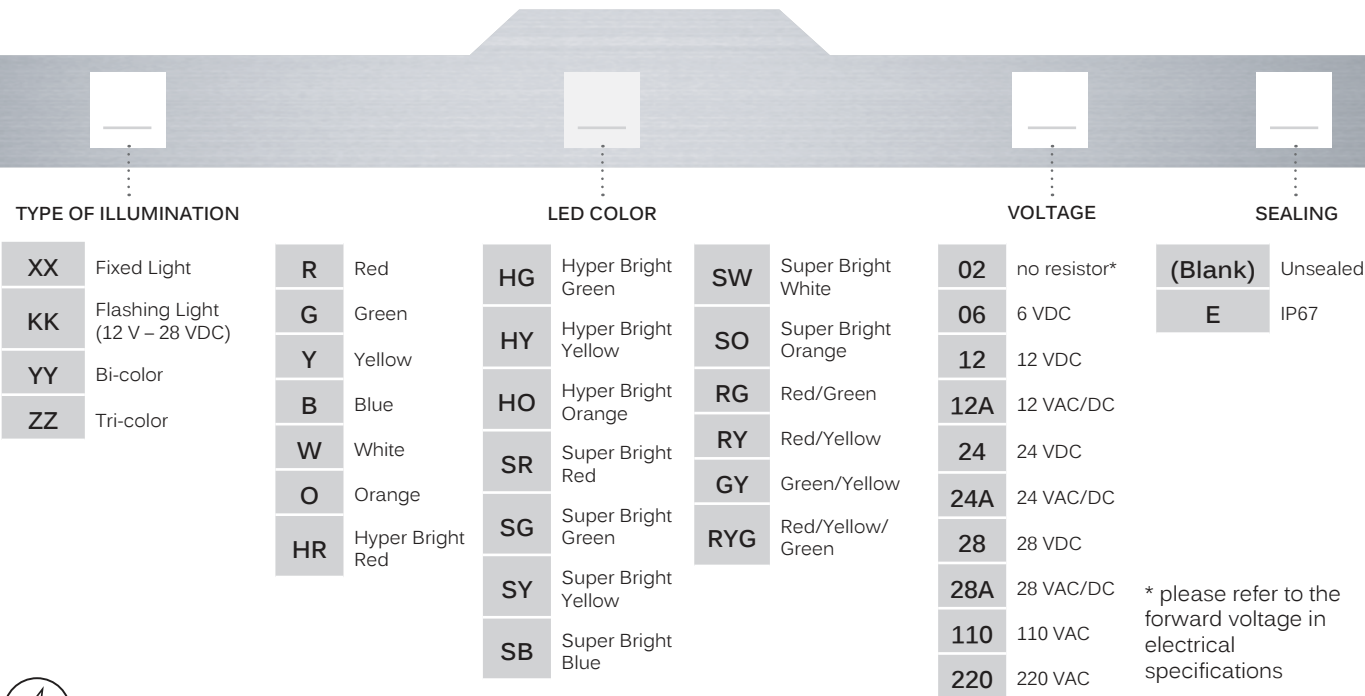 TYPE OF ILLUMINATION
XX Fixed Light
KK Flashing Light
(12 V – 28 VDC)
YY Bi-color
ZZ Tri-color
LED COLOR
R Red
G Green
Y Yellow
B Blue
W White
O Orange
HR Hyper Bright
Red
HG Hyper Bright
Green
HY Hyper Bright
Yellow
HO Hyper Bright
Orange
SR Super Bright
Red
SG Super Bright
Green
SY Super Bright
Yellow
SB Super Bright
Blue
SW Super Bright
White
SO Super Bright
Orange
RG Red/Green
RY Red/Yellow
GY Green/Yellow
RYG Red/Yellow/
Green
VOLTAGE
02 no resistor*
06 6 VDC
12 12 VDC
12A 12 VAC/DC
24 24 VDC
24A 24 VAC/DC
28 28 VDC
28A 28 VAC/DC
110 110 VAC
220 220 VAC
SEALING
(Blank) Unsealed
E IP67
* please refer to the
forward voltage in
electrical
specifications